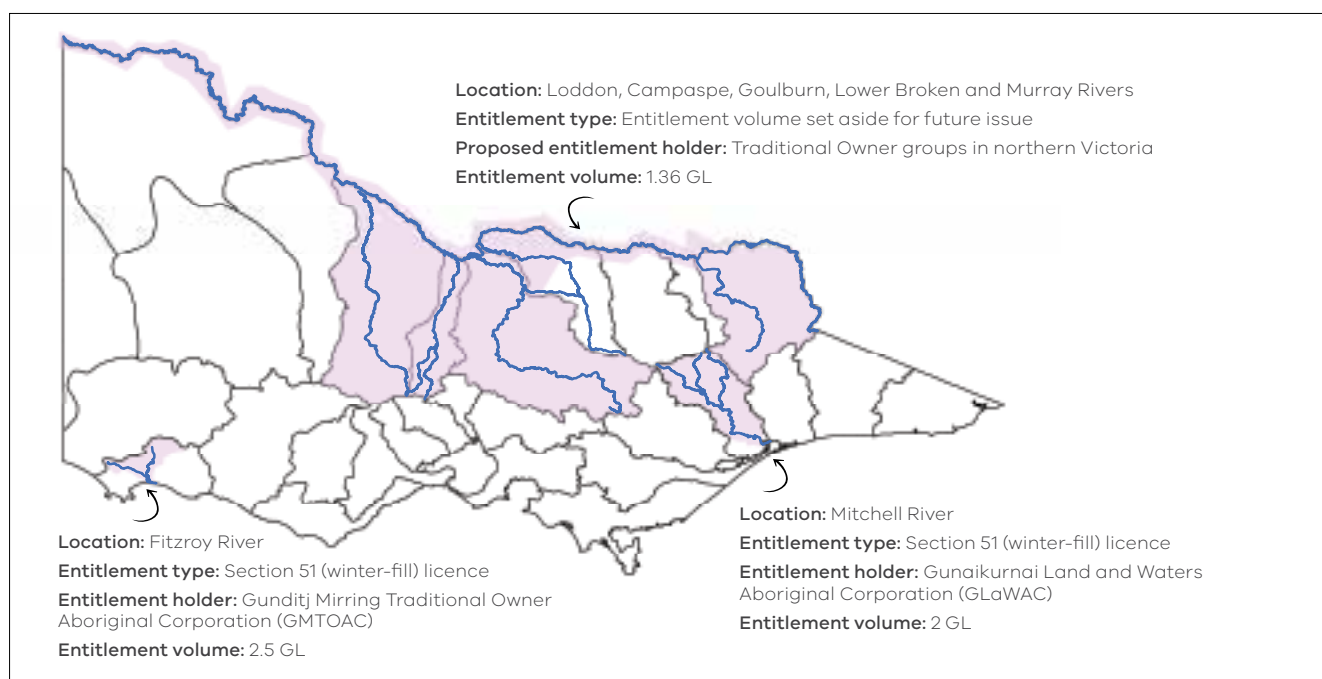 Location: Loddon, Campaspe, Goulburn, Lower Broken and Murray Rivers
Entitlement type: Entitlement volume set aside for future issue
Proposed entitlement holder: Traditional Owner groups in northern Victoria
Entitlement volume: 1.36 GL
Location: Fitzroy River
Entitlement type: Section 51 (winter-fill) licence
Entitlement holder: Gunditj Mirring Traditional Owner
Aboriginal Corporation (GMTOAC)
Entitlement volume: 2.5 GL
Location: Mitchell River
Entitlement type: Section 51 (winter-fill) licence
Entitlement holder: Gunaikurnai Land and Waters
Aboriginal Corporation (GLaWAC)
Entitlement volume: 2 GL